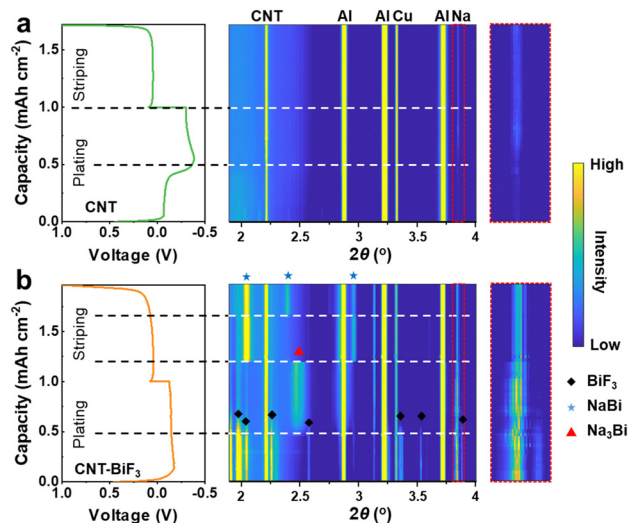 a
CNT Al Al Cu Al Na
Capacity (mAh cm⁻²)
1.5
1.0
0.5
0.0
Striping
Plating
CNT
1.0 0.5 0.0 -0.5
Voltage (V)
2.0 2.5 3.0 3.5 4
2θ (°)
High
Intensity
Low
b
Capacity (mAh cm⁻²)
1.5
1.0
0.5
0.0
Striping
Plating
CNT-BiF₃
1.0 0.5 0.0 -0.5
Voltage (V)
2.0 2.5 3.0 3.5 4
2θ (°)
BiF₃
NaBi
Na₃Bi